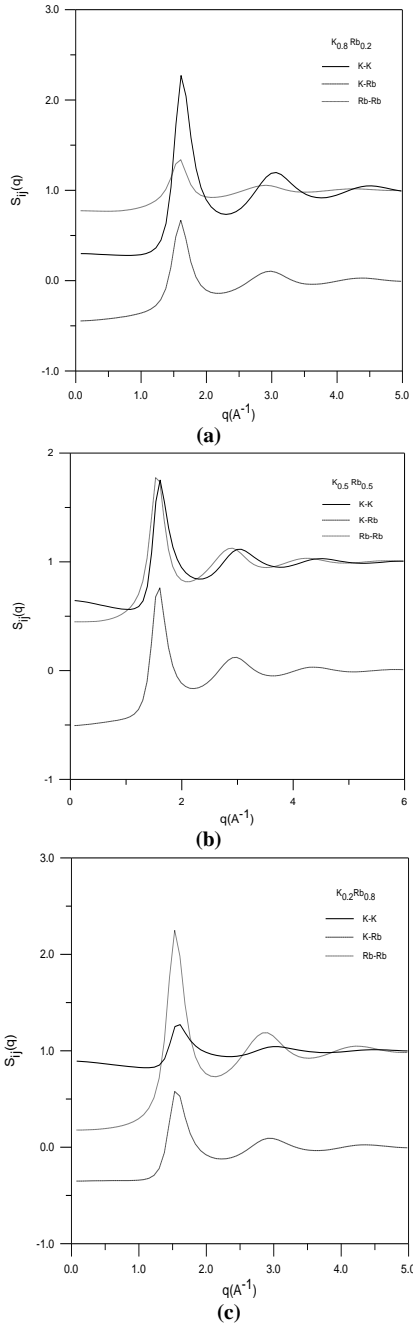 3.0
K0.8Rb0.2
K-K
K-Rb
Rb-Rb
2.0
Sij(q)
1.0
0.0
-1.0
0.0 1.0 2.0 3.0 4.0 5.0
q(A-1)
(a)
2
K0.5 Rb0.5
K-K
K-Rb
Rb-Rb
1
Sij(q)
0
-1
0 2 4 6
q(A-1)
(b)
3.0
K0.2Rb0.8
K-K
K-Rb
Rb-Rb
2.0
Sij(q)
1.0
0.0
-1.0
0.0 1.0 2.0 3.0 4.0 5.0
q(A-1)
(c)